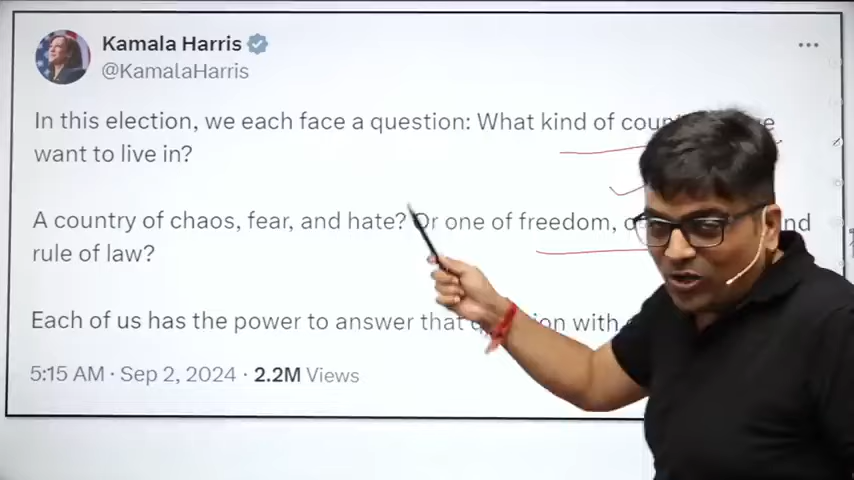 Kamala Harris
@KamalaHarris
In this election, we each face a question: What kind of
want to live in?
A country of chaos, fear, and hate? Or one of freedom,
rule of law?
Each of us has the power to answer that with
5:15 AM · Sep 2, 2024 · 2.2M Views